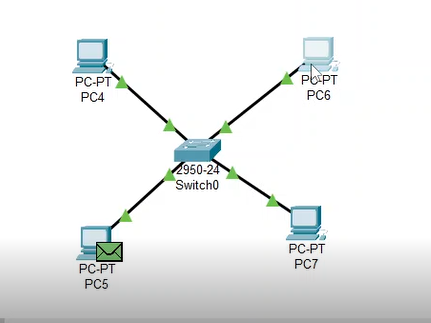 PC-PT
PC4
PC-PT
PC6
2950-24
Switch0
PC-PT
PC5
PC-PT
PC7